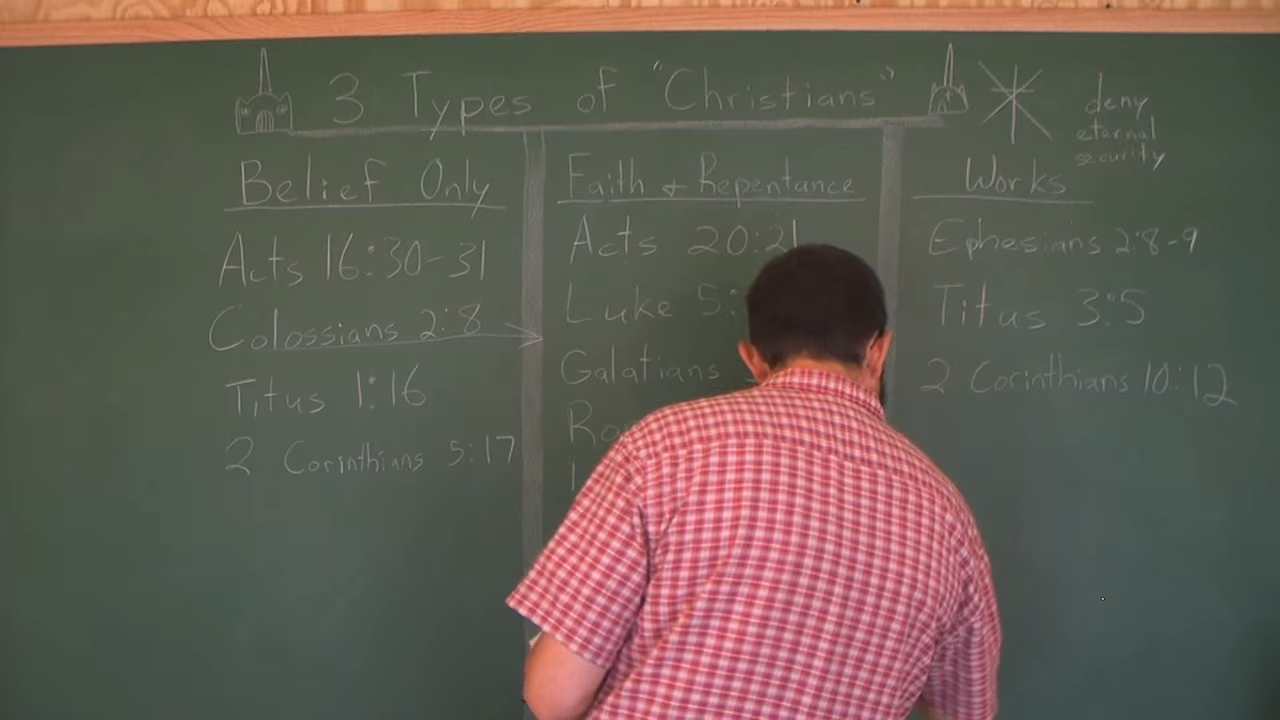 3 Types of "Christians"
deny
eternal
security
Belief Only
Acts 16:30-31
Colossians 2:8
Titus 1:16
2 Corinthians 5:17
Faith & Repentance
Acts 20:21
Luke 5:
Galatians
Works
Ephesians 2:8-9
Titus 3:5
2 Corinthians 10:12